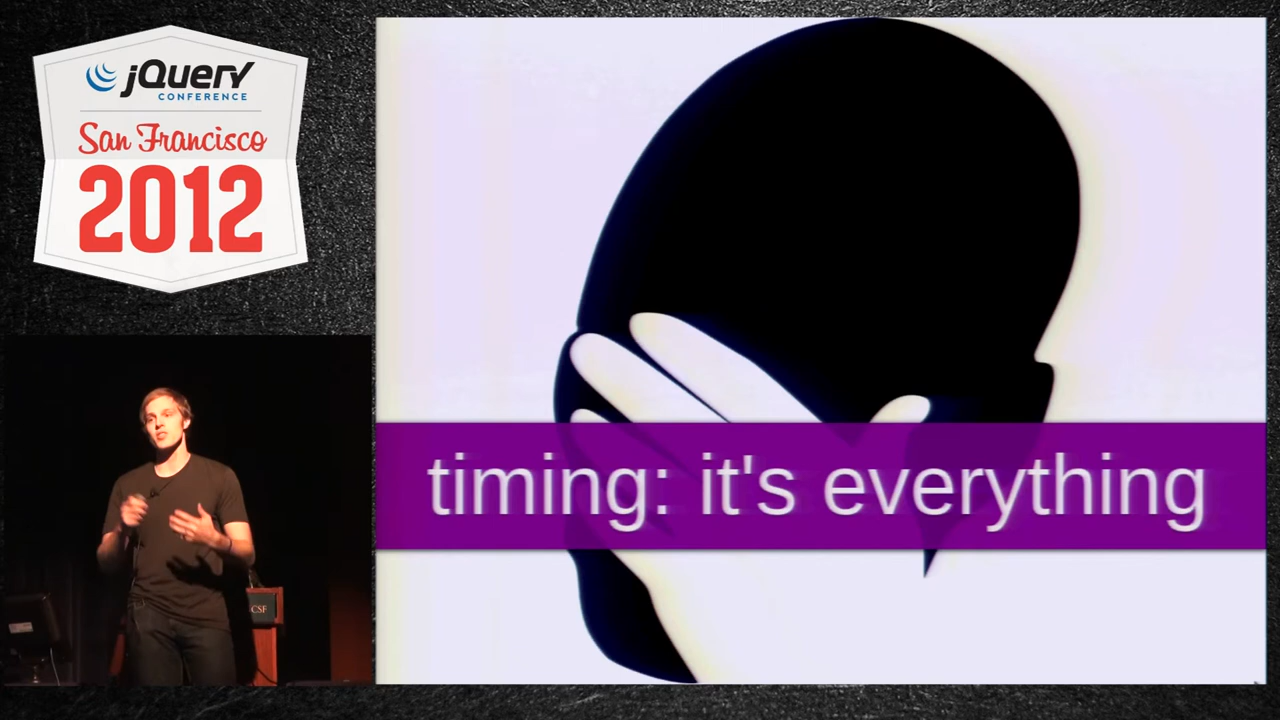 jQuery
CONFERENCE
San Francisco
2012
timing: it's everything
CSF